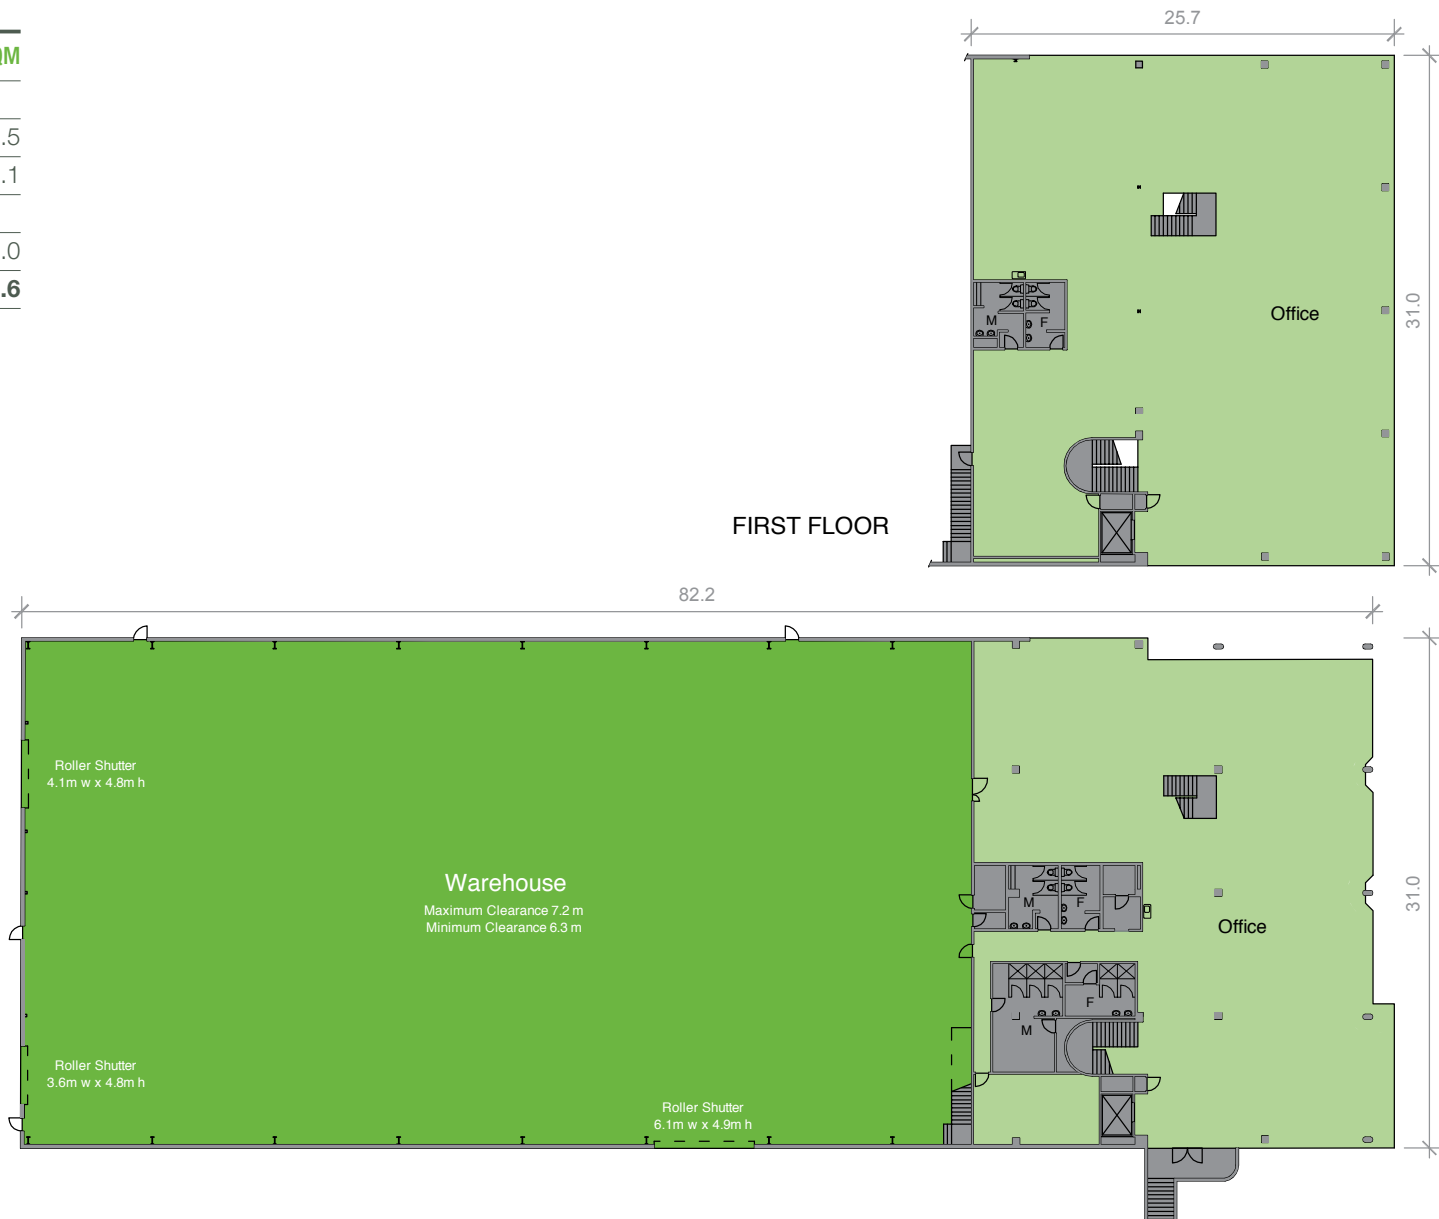 25.7
QM
.5
.1
.0
.6
31.0
Office
M
F
FIRST FLOOR
82.2
Roller Shutter
4.1m w x 4.8m h
Warehouse
Maximum Clearance 7.2 m
Minimum Clearance 6.3 m
M
F
31.0
Office
F
M
Roller Shutter
3.6m w x 4.8m h
Roller Shutter
6.1m w x 4.9m h